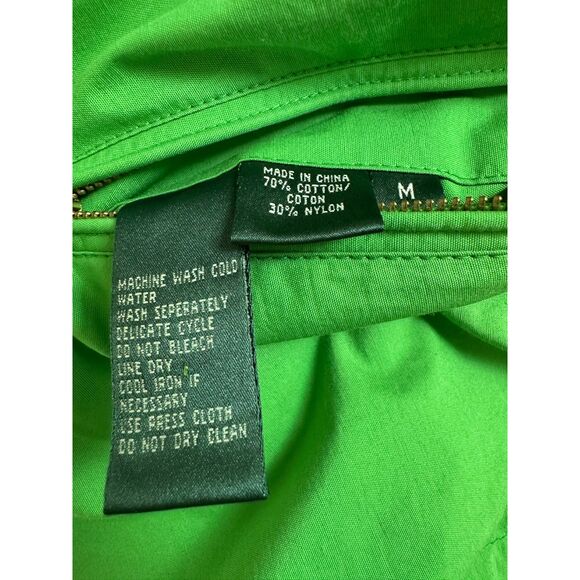 MADE IN CHINA
70% COTTON/
COTON
30% NYLON
M
MACHINE WASH COLD
WATER
WASH SEPERATELY
DELICATE CYCLE
DO NOT BLEACH
LINE DRY
COOL IRON IF
NECESSARY
USE PRESS CLOTH
DO NOT DRY CLEAN